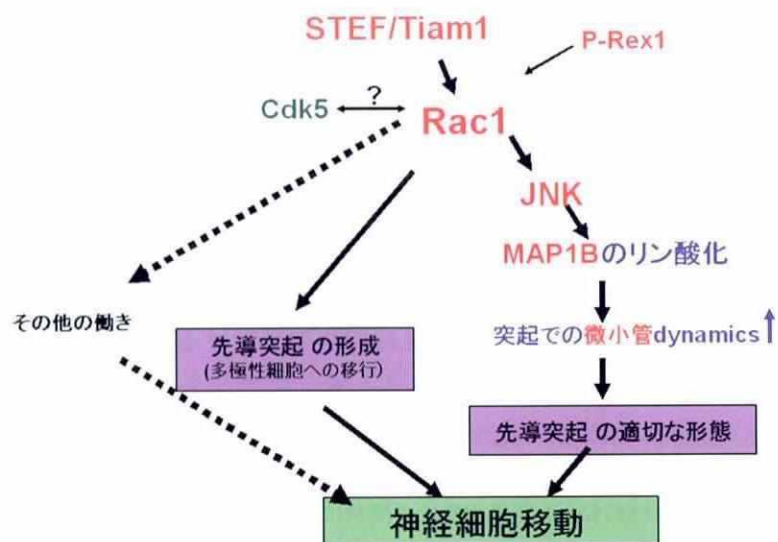 STEF/Tiam1
P-Rex1
?
Cdk5
Rac1
JNK
MAP1Bのリン酸化
その他の働き
突起での微小管dynamics
先導突起 の形成
(多極性細胞への移行)
先導突起 の適切な形態
神経細胞移動